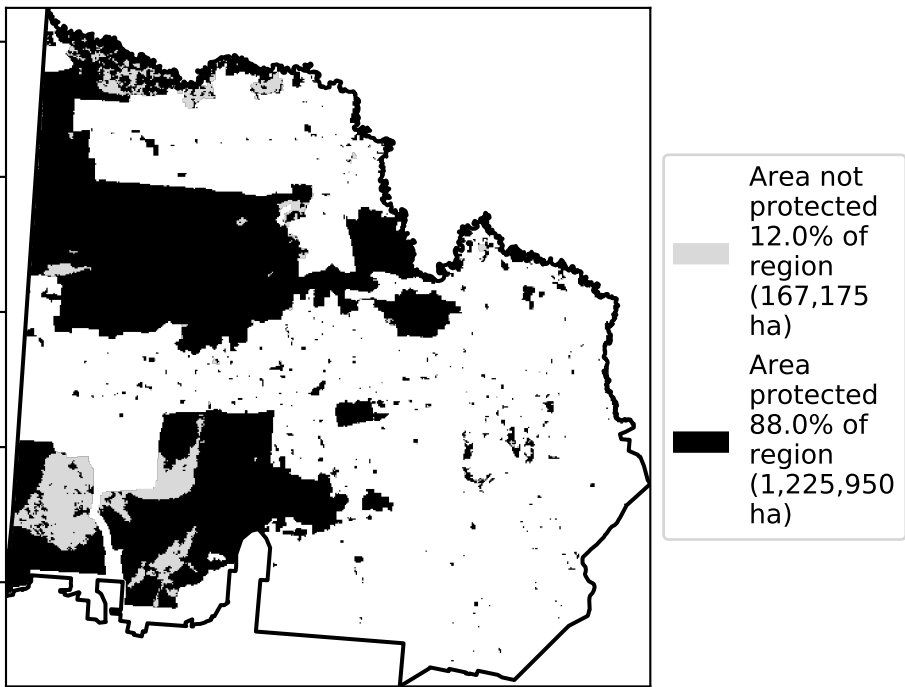 Area not
protected
12.0% of
region
(167,175
ha)
Area
protected
88.0% of
region
(1,225,950
ha)